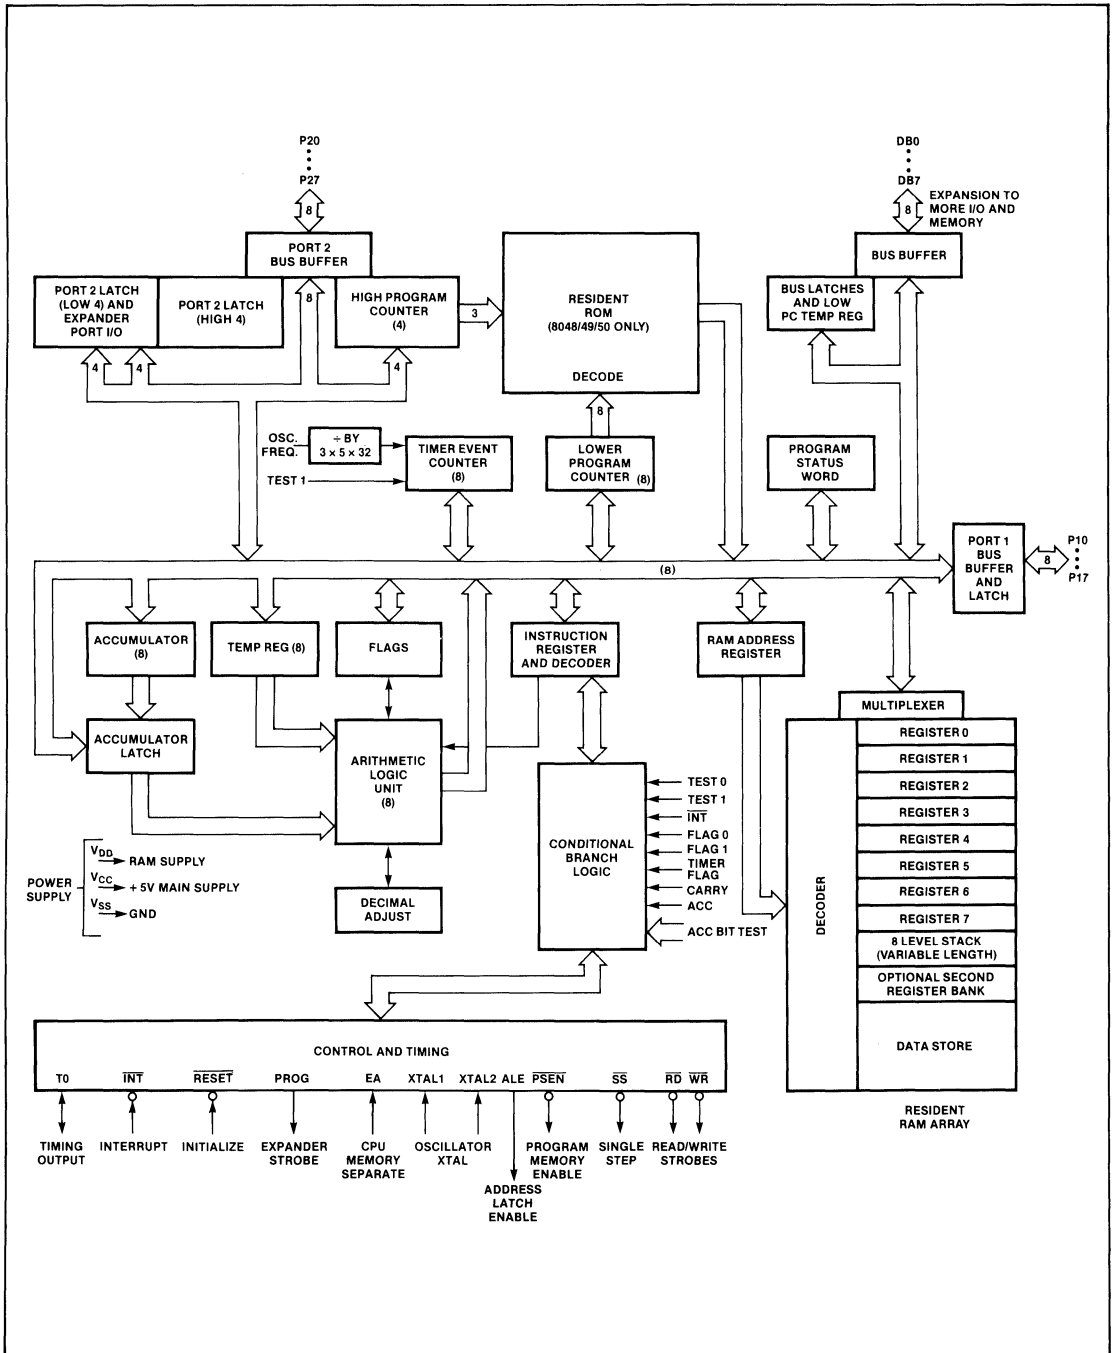 P20
P27
8
DB0
DB7
8
EXPANSION TO
MORE I/O AND
MEMORY
PORT 2
BUS BUFFER
BUS BUFFER
PORT 2 LATCH
(LOW 4) AND
EXPANDER
PORT I/O
PORT 2 LATCH
(HIGH 4)
8
HIGH PROGRAM
COUNTER
(4)
3
RESIDENT
ROM
(8048/49/50 ONLY)
DECODE
BUS LATCHES
AND LOW
PC TEMP REG
4
4
4
8
OSC.
FREQ.
÷ BY
3 × 5 × 32
TEST 1
TIMER EVENT
COUNTER
(8)
LOWER
PROGRAM
COUNTER (8)
PROGRAM
STATUS
WORD
(8)
PORT 1
BUS
BUFFER
AND
LATCH
8
P10
P17
ACCUMULATOR
(8)
TEMP REG (8)
FLAGS
INSTRUCTION
REGISTER
AND DECODER
RAM ADDRESS
REGISTER
ACCUMULATOR
LATCH
ARITHMETIC
LOGIC
UNIT
(8)
DECIMAL
ADJUST
CONDITIONAL
BRANCH
LOGIC
TEST 0
TEST 1
INT
FLAG 0
FLAG 1
TIMER
FLAG
CARRY
ACC
ACC BIT TEST
POWER
SUPPLY
VDD
RAM SUPPLY
VCC
+ 5V MAIN SUPPLY
VSS
GND
MULTIPLEXER
DECODER
REGISTER 0
REGISTER 1
REGISTER 2
REGISTER 3
REGISTER 4
REGISTER 5
REGISTER 6
REGISTER 7
8 LEVEL STACK
(VARIABLE LENGTH)
OPTIONAL SECOND
REGISTER BANK
DATA STORE
RESIDENT
RAM ARRAY
CONTROL AND TIMING
T0 INT RESET PROG EA XTAL1 XTAL2 ALE PSEN SS RD WR
TIMING
OUTPUT
INTERRUPT
INITIALIZE
EXPANDER
STROBE
CPU
MEMORY
SEPARATE
OSCILLATOR
XTAL
ADDRESS
LATCH
ENABLE
PROGRAM
MEMORY
ENABLE
SINGLE
STEP
READ/WRITE
STROBES